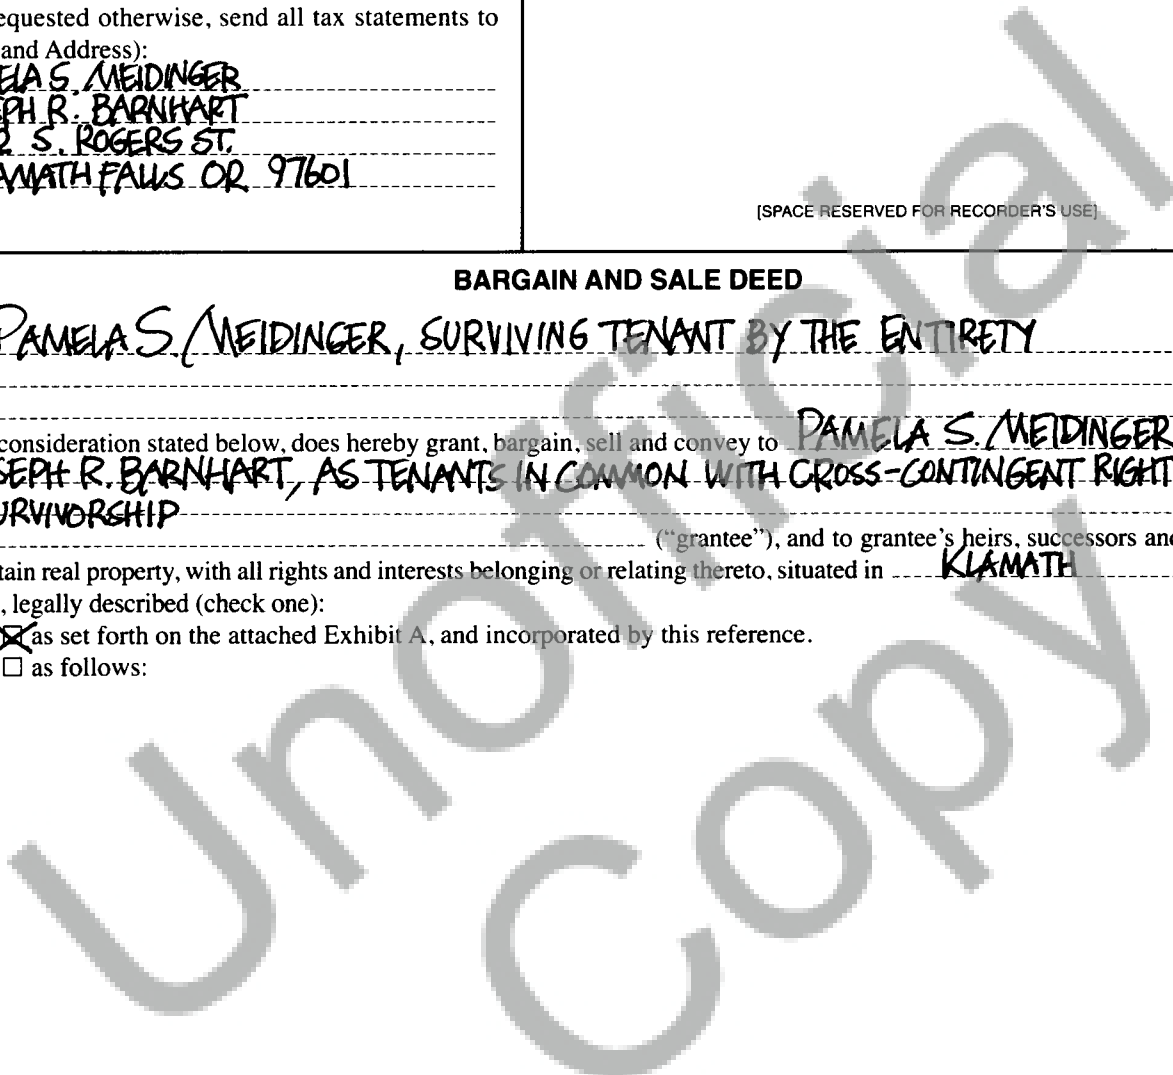 equested otherwise, send all tax statements to
and Address):
ELA S. MEIDINGER
EPH R. BARNHART
2 S. ROGERS ST.
AMATH FALLS OR 97601
[SPACE RESERVED FOR RECORDER'S USE]
BARGAIN AND SALE DEED
PAMELA S. MEIDINGER, SURVIVING TENANT BY THE ENTIRETY
consideration stated below, does hereby grant, bargain, sell and convey to PAMELA S. MEIDINGER
SEPH R. BARNHART, AS TENANTS IN COMMON WITH CROSS-CONTINGENT RIGHT
URVIVORSHIP
("grantee"), and to grantee's heirs, successors and
tain real property, with all rights and interests belonging or relating thereto, situated in KLAMATH
, legally described (check one):
☒ as set forth on the attached Exhibit A, and incorporated by this reference.
☐ as follows:
Unofficial
Copy